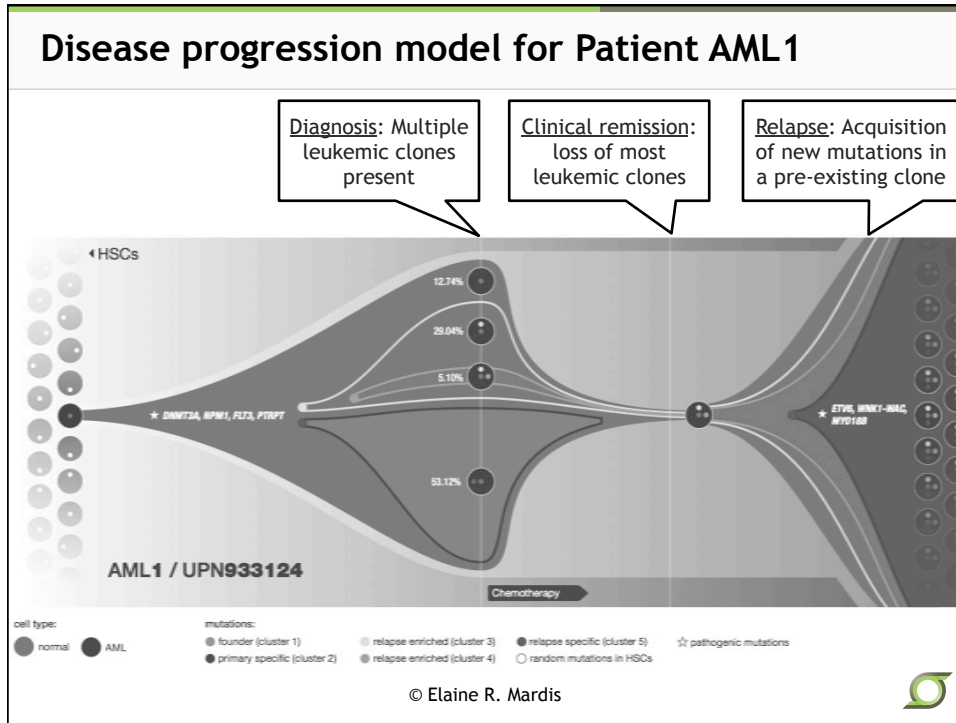 Disease progression model for Patient AML1
Diagnosis: Multiple
leukemic clones
present
Clinical remission:
loss of most
leukemic clones
Relapse: Acquisition
of new mutations in
a pre-existing clone
HSCs
12.74%
29.04%
5.10%
DNMT3A, NPM1, FLT3, PTRPT
ETV6, WNK1-WAC,
MYO18B
53.12%
AML1 / UPN933124
Chemotherapy
cell type:
normal
AML
mutations:
founder (cluster 1)
primary specific (cluster 2)
relapse enriched (cluster 3)
relapse enriched (cluster 4)
relapse specific (cluster 5)
random mutations in HSCs
pathogenic mutations
© Elaine R. Mardis